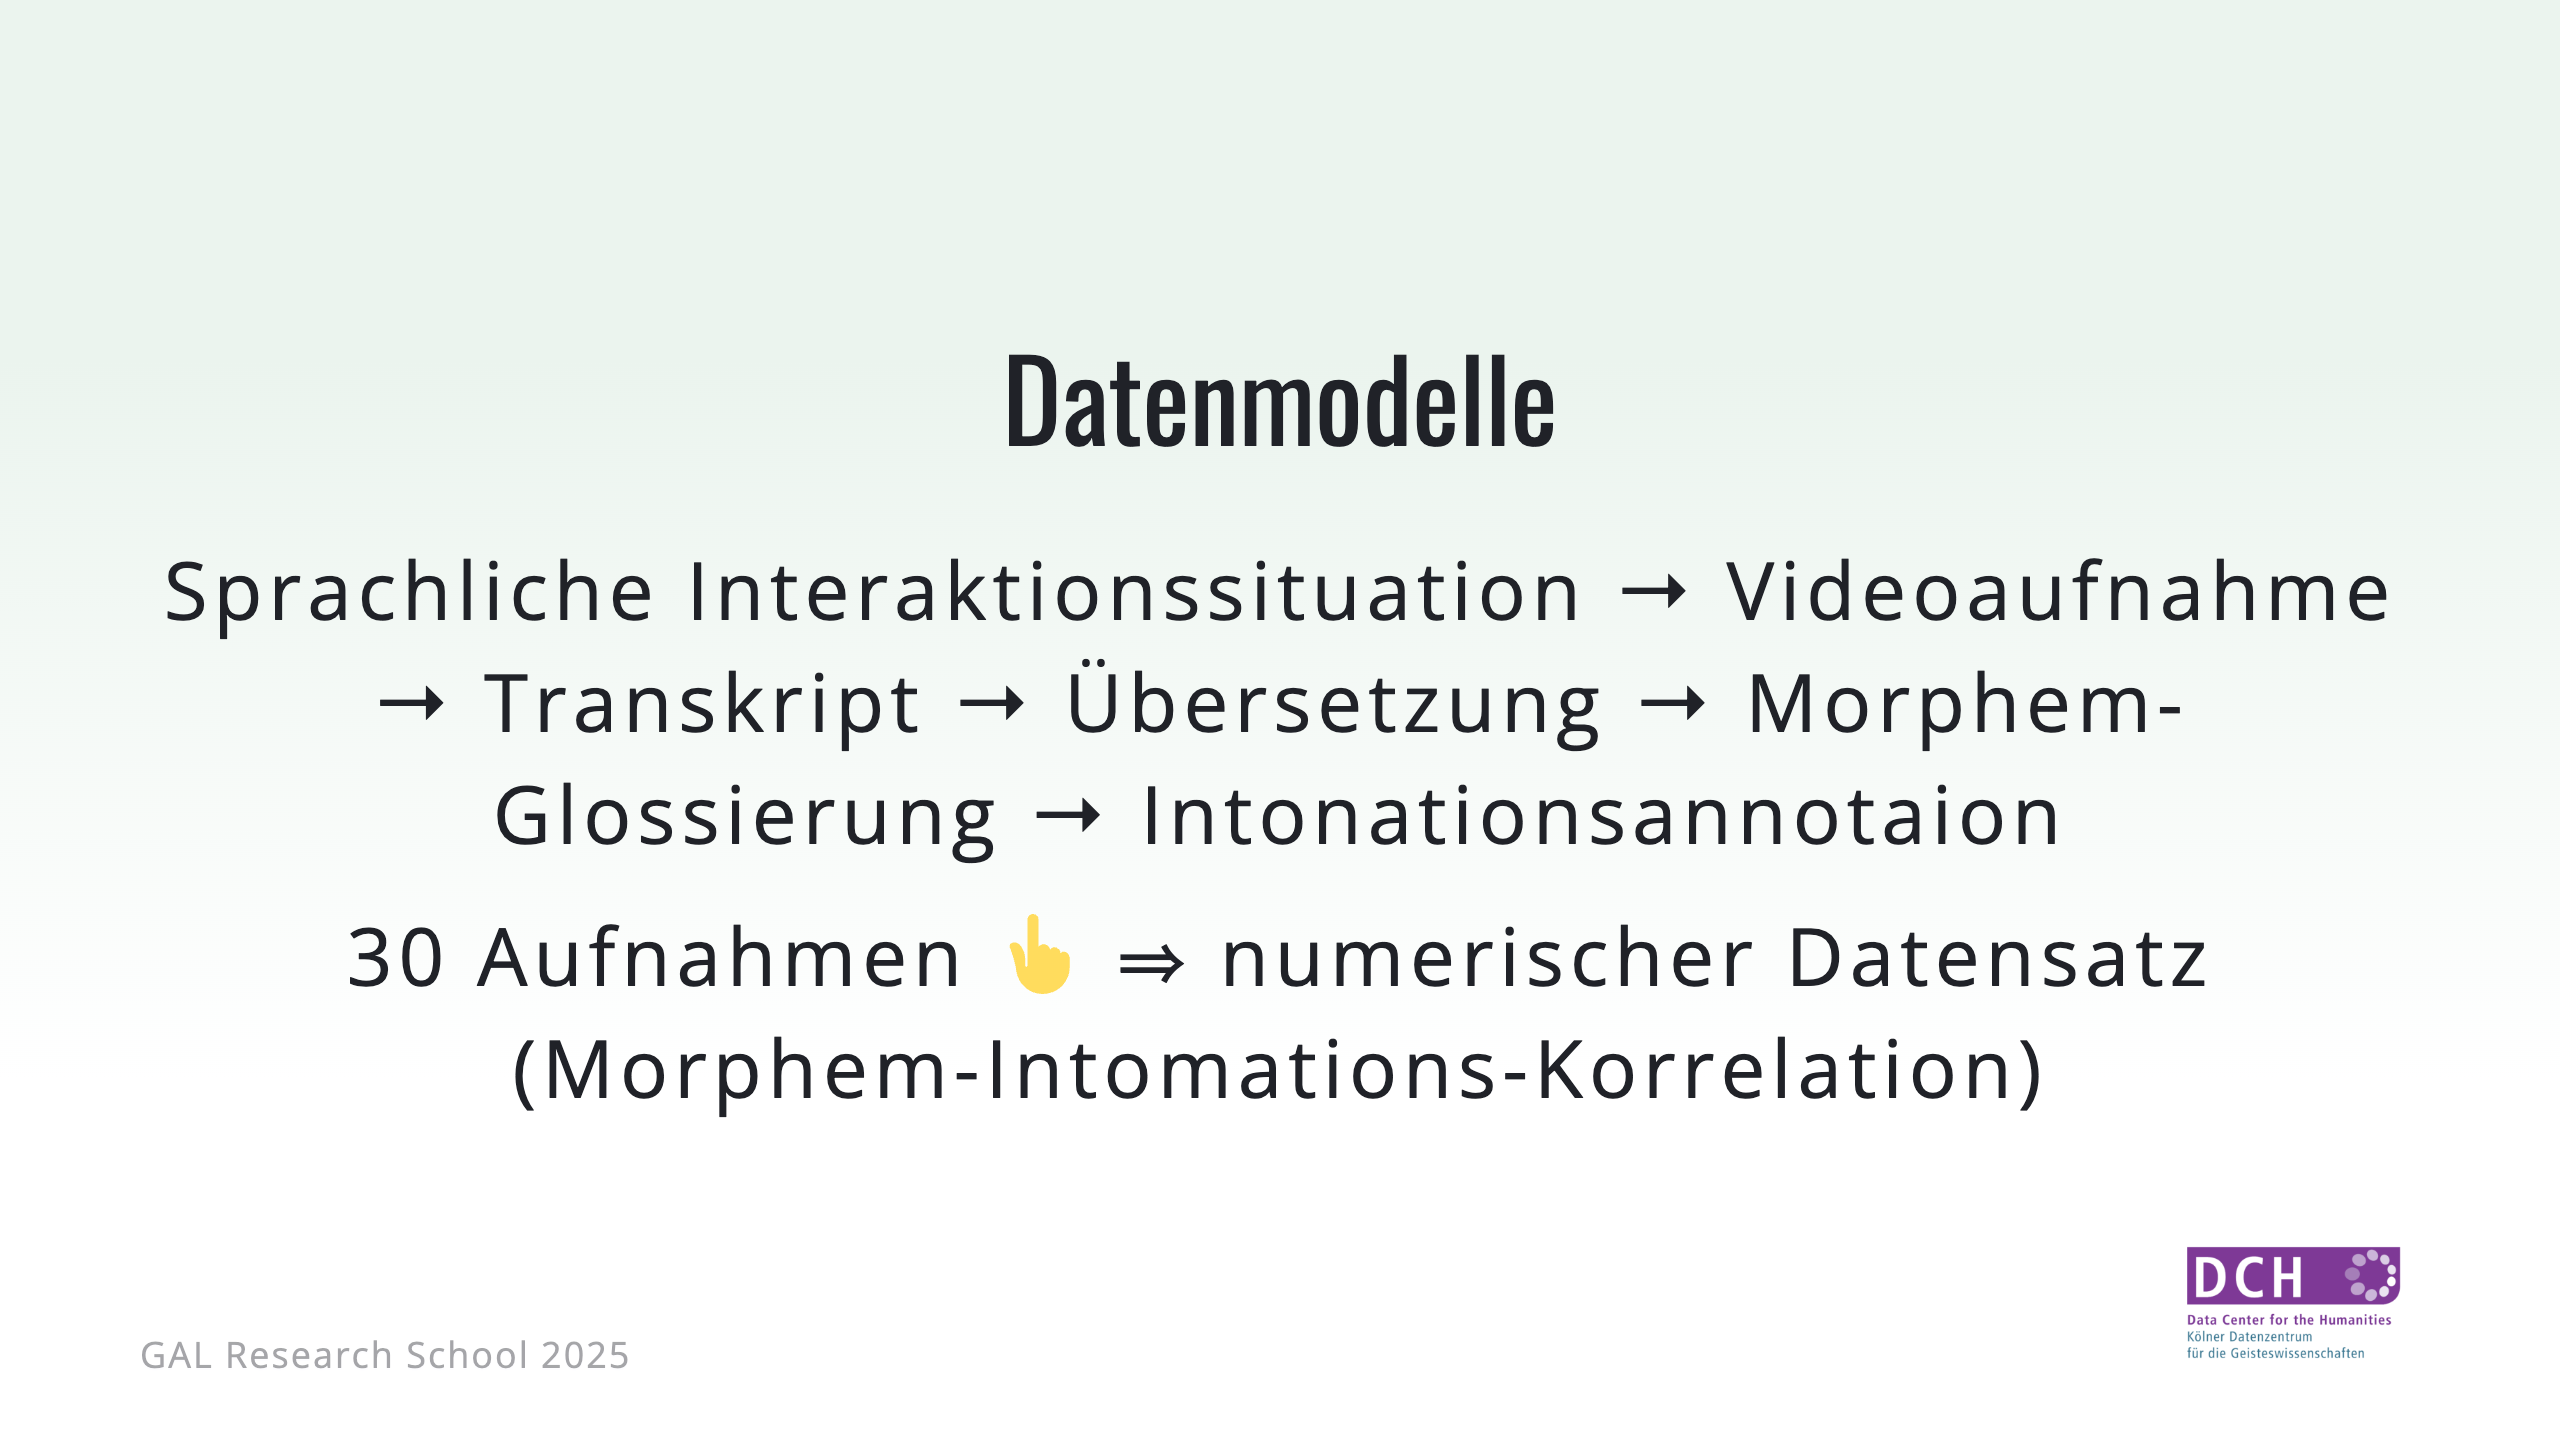 Datenmodelle
Sprachliche Interaktionssituation → Videoaufnahme
→ Transkript → Übersetzung → Morphem-
Glossierung → Intonationsannotaion
30 Aufnahmen 👆 ⇒ numerischer Datensatz
(Morphem-Intomations-Korrelation)
DCH
Data Center for the Humanities
Kölner Datenzentrum
für die Geisteswissenschaften
GAL Research School 2025